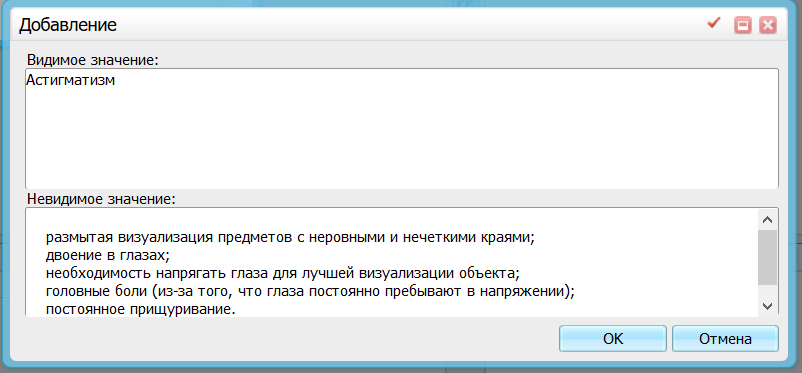 Добавление
Видимое значение:
Астигматизм
Невидимое значение:
размытая визуализация предметов с неровными и нечеткими краями;
двоение в глазах;
необходимость напрягать глаза для лучшей визуализации объекта;
головные боли (из-за того, что глаза постоянно пребывают в напряжении);
постоянное прищуривание.
OK
Отмена